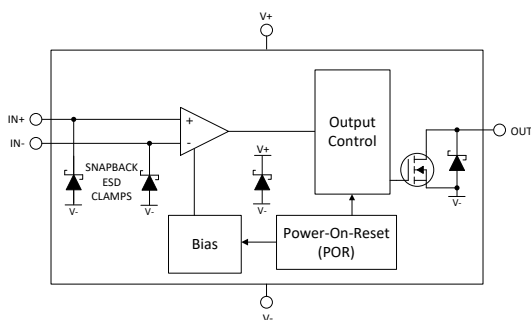 V+
IN+
IN-
+
-
SNAPBACK
ESD
CLAMPS
V-
V-
V+
V-
Output
Control
OUT
V-
Bias
Power-On-Reset
(POR)
V-